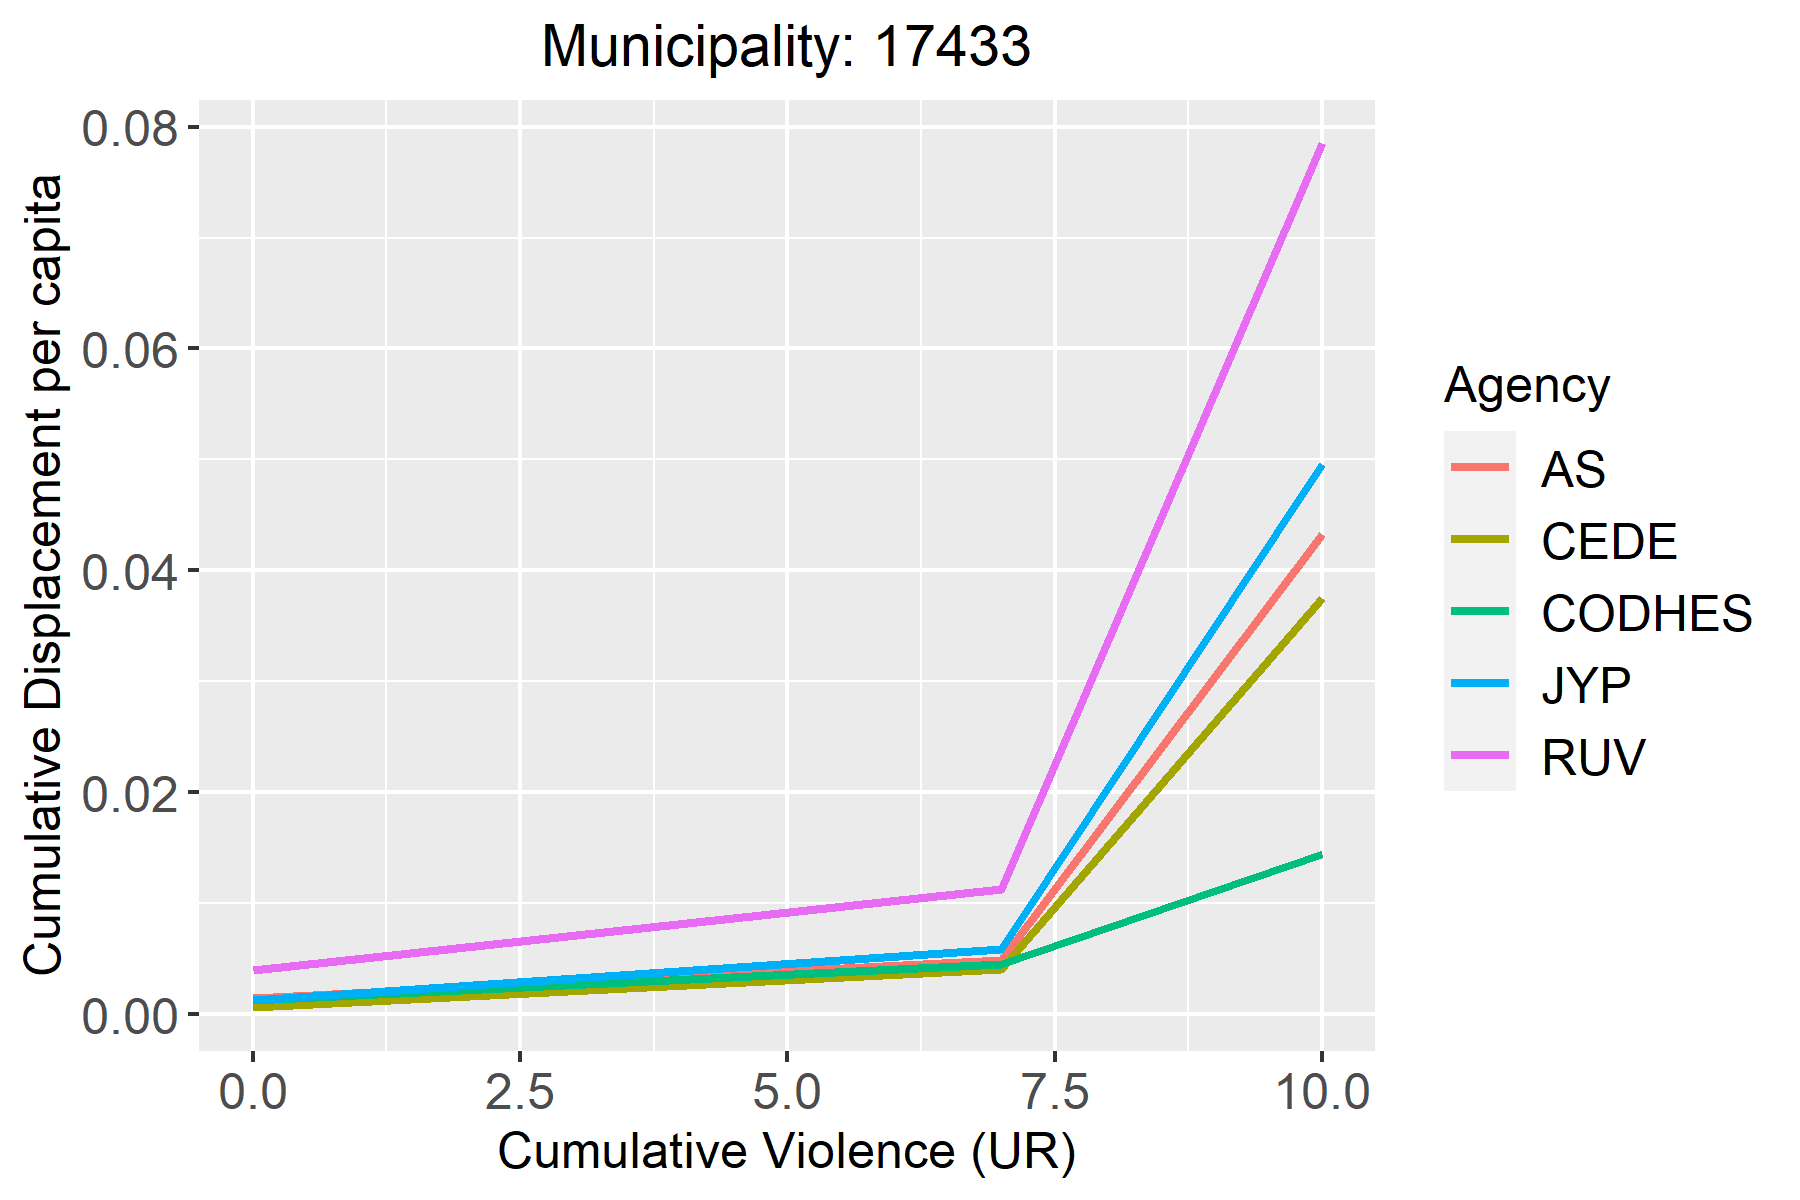 Municipality: 17433
Cumulative Displacement per capita
0.08
0.06
0.04
0.02
0.00
0.0 2.5 5.0 7.5 10.0
Cumulative Violence (UR)
Agency
AS
CEDE
CODHES
JYP
RUV